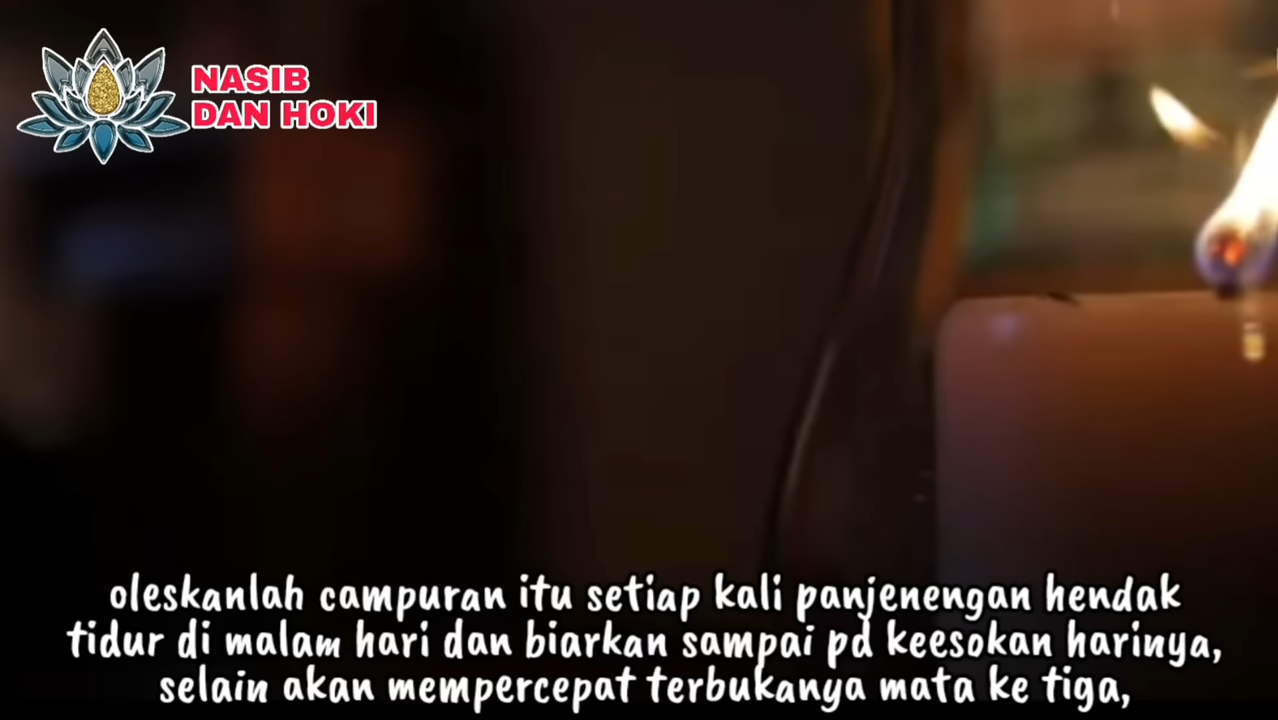 NASIB
DAN HOKI
oleskanlah campuran itu setiap kali panjenengan hendak
tidur di malam hari dan biarkan sampai pd keesokan harinya,
selain akan mempercepat terbukanya mata ke tiga,